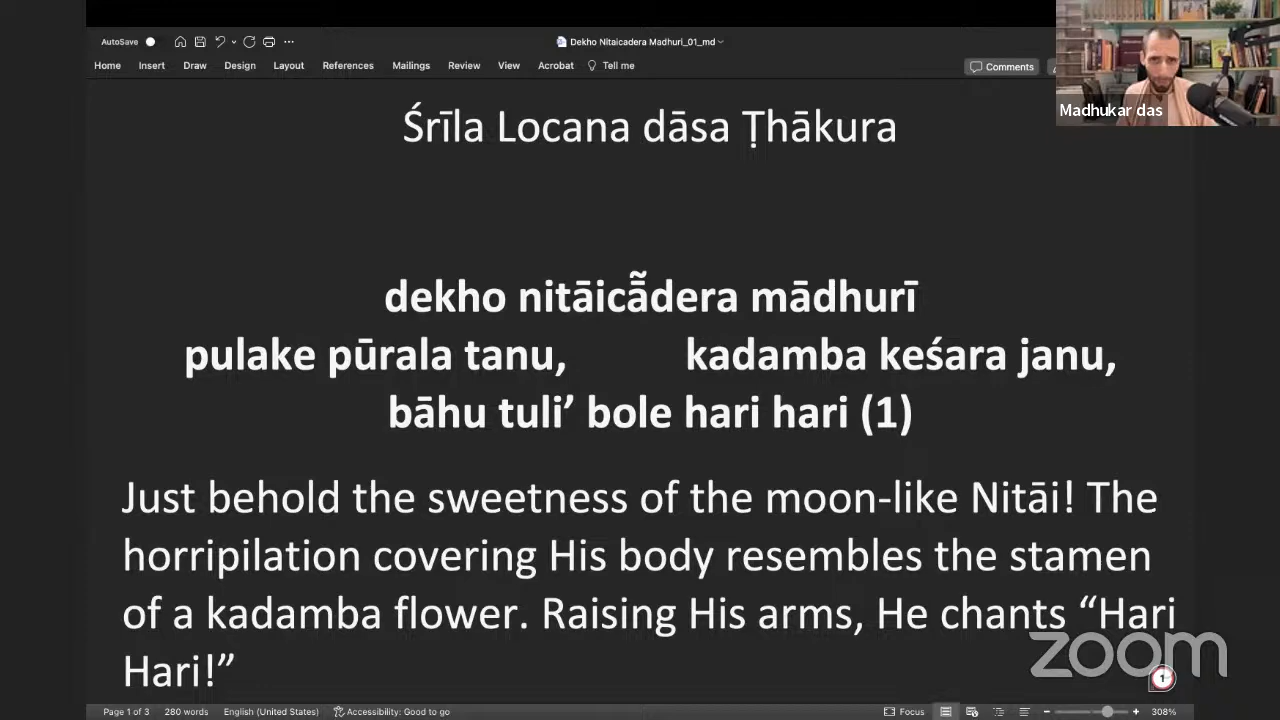 AutoSave
Dekho Nitaicadera Madhuri_01_md
Home Insert Draw Design Layout References Mailings Review View Acrobat Tell me
Comments
Madhukar das
Śrīla Locana dāsa Ṭhākura
dekho nitāicā̃dera mādhurī
pulake pūrala tanu, kadamba keśara janu,
bāhu tuli’ bole hari hari (1)
Just behold the sweetness of the moon-like Nitāi! The
horripilation covering His body resembles the stamen
of a kadamba flower. Raising His arms, He chants “Hari
Hari!”
zoom
1
Page 1 of 3 280 words English (United States) Accessibility: Good to go Focus 308%